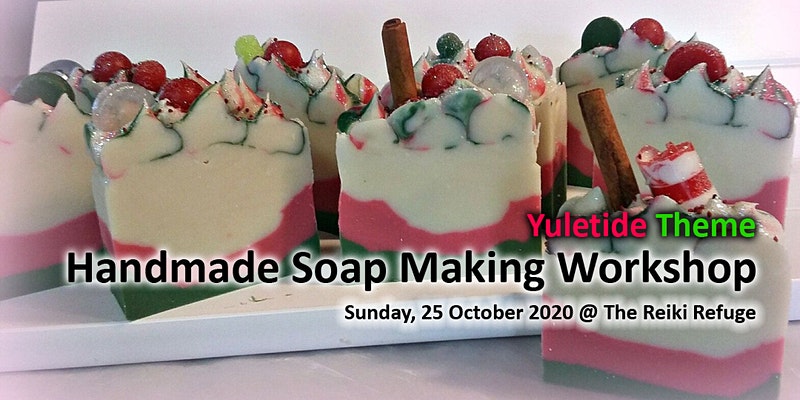 Yuletide Theme
Handmade Soap Making Workshop
Sunday, 25 October 2020 @ The Reiki Refuge